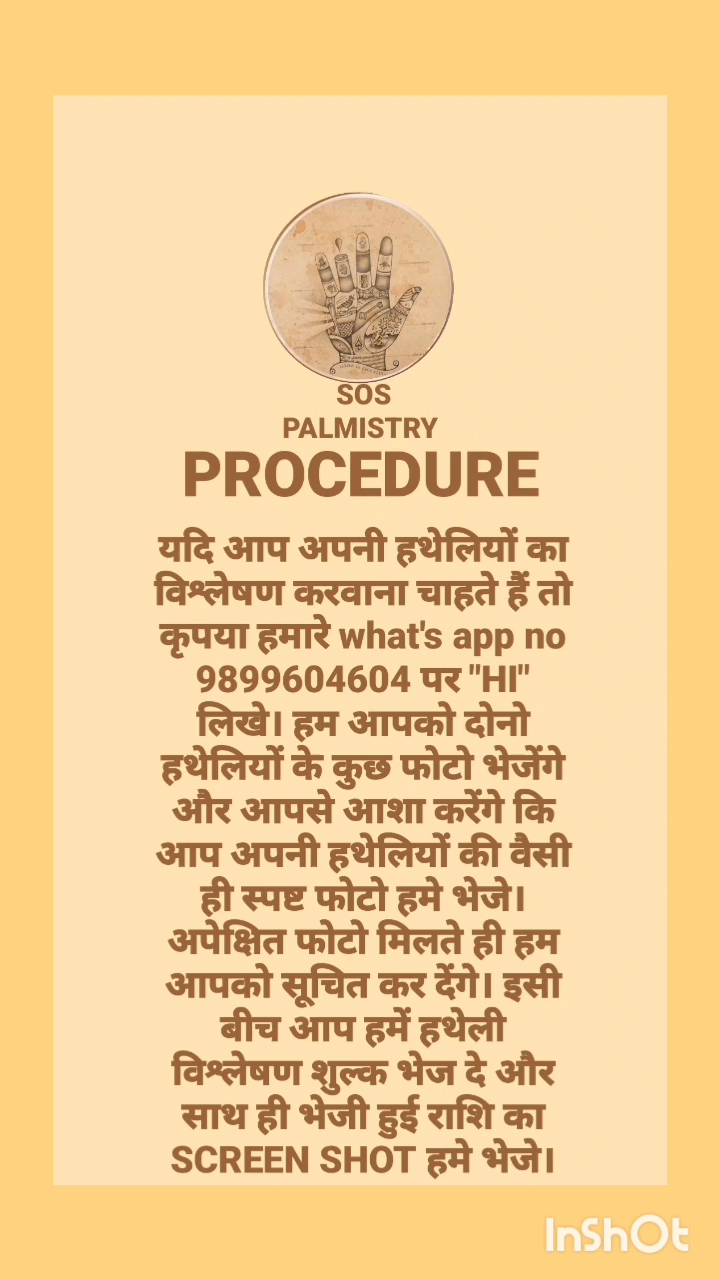 SOS
PALMISTRY
PROCEDURE
यदि आप अपनी हथेलियों का
विश्लेषण करवाना चाहते हैं तो
कृपया हमारे what's app no
9899604604 पर "HI"
लिखे। हम आपको दोनो
हथेलियों के कुछ फोटो भेजेंगे
और आपसे आशा करेंगे कि
आप अपनी हथेलियों की वैसी
ही स्पष्ट फोटो हमे भेजे।
अपेक्षित फोटो मिलते ही हम
आपको सूचित कर देंगे। इसी
बीच आप हमें हथेली
विश्लेषण शुल्क भेज दे और
साथ ही भेजी हुई राशि का
SCREEN SHOT हमे भेजे।
InShOt